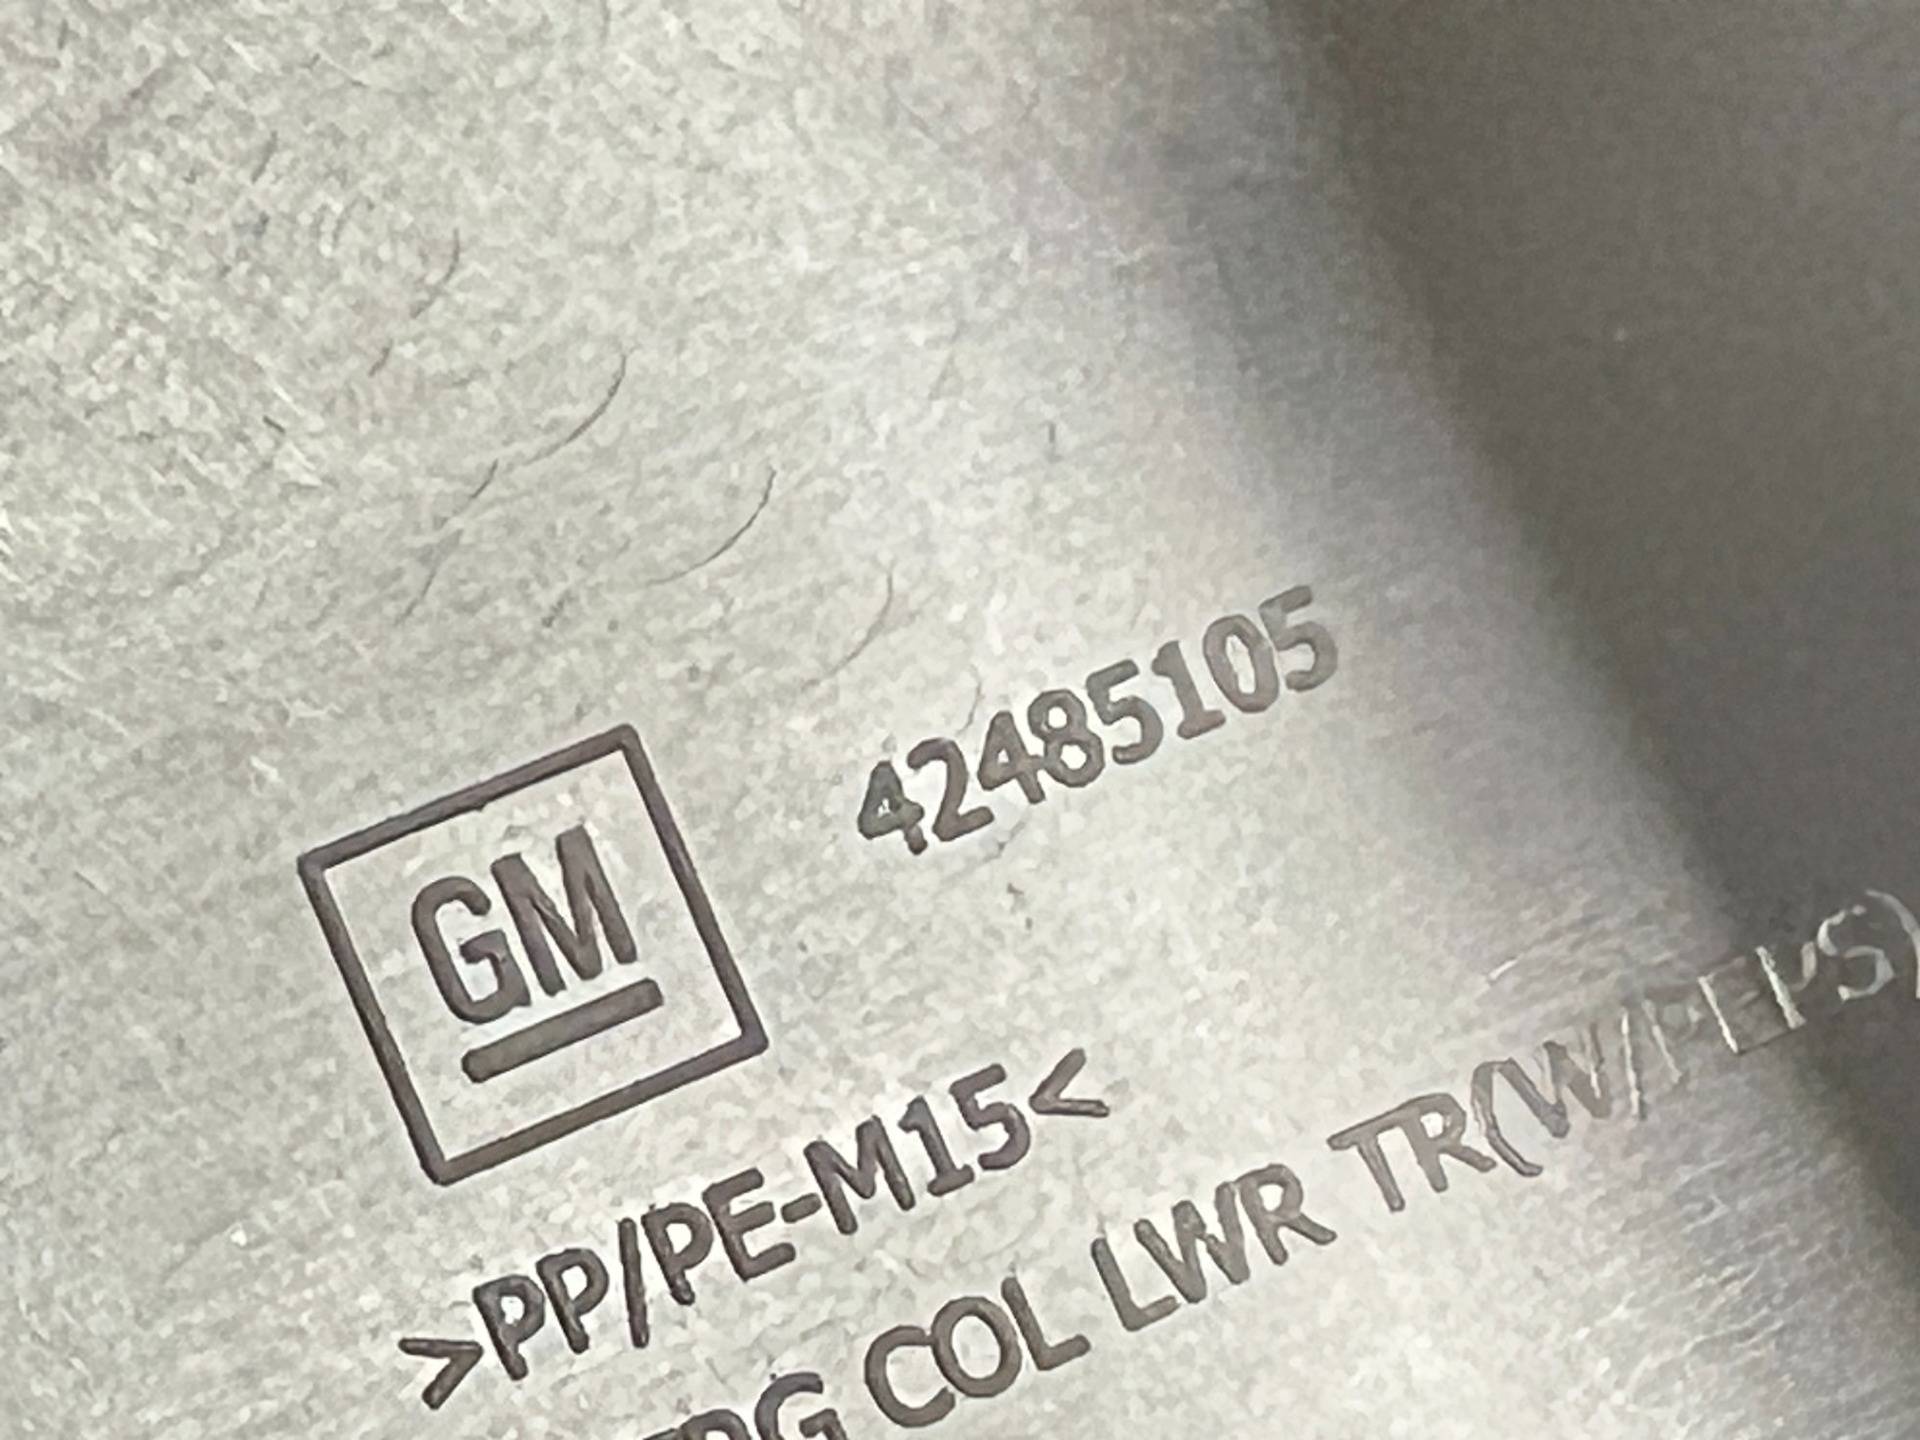 42485105
GM
>PP/PE-M15<
COL LWR TR(W/PEPS)